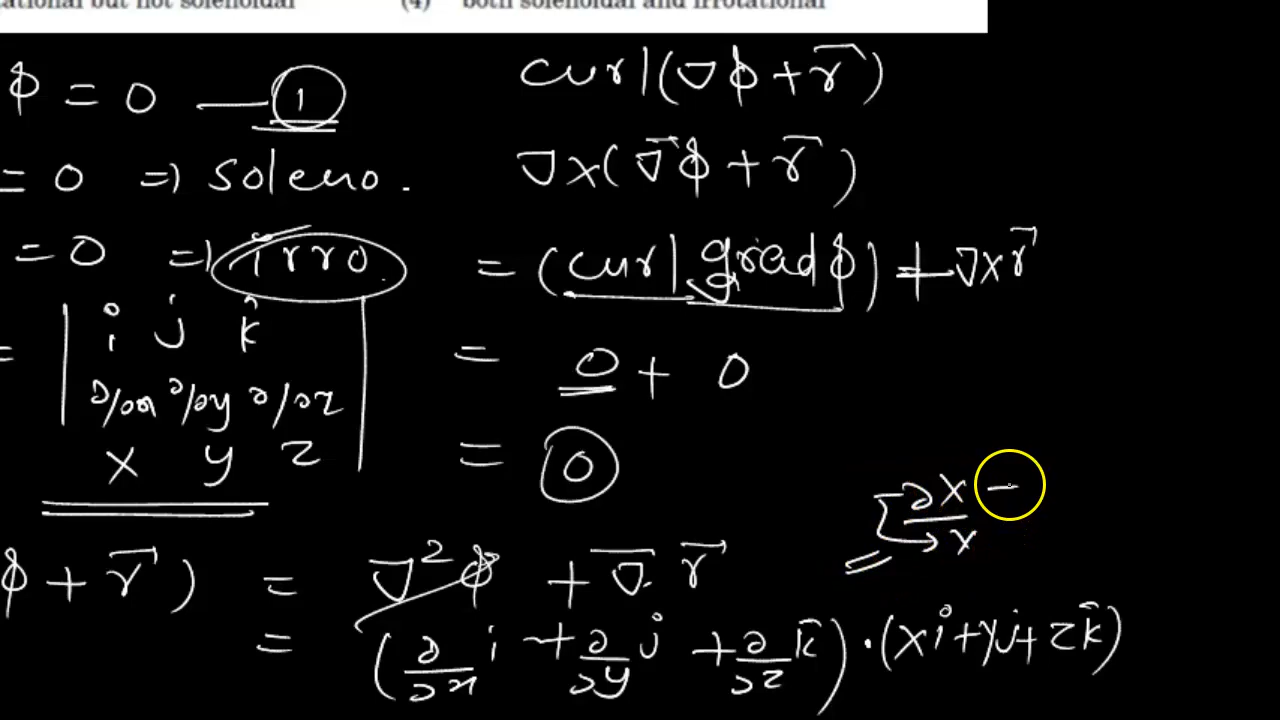 ational but not solenoidal (4) both solenoidal and irrotational
ϕ = 0 — 1
= 0 => soleno.
= 0 => irro.
= | i j k̂ |
∂/∂x ∂/∂y ∂/∂z
x y z
curl(∇ϕ + r⃗)
∇×(∇⃗ϕ + r⃗)
= (curl gradϕ) + ∇×r⃗
= 0 + 0
= 0
ϕ + r⃗) = ∇²ϕ + ∇⃗. r⃗
= (∂/∂x i + ∂/∂y j + ∂/∂z k̂) · (xi + yj + zk̂)
= ∂x/x –